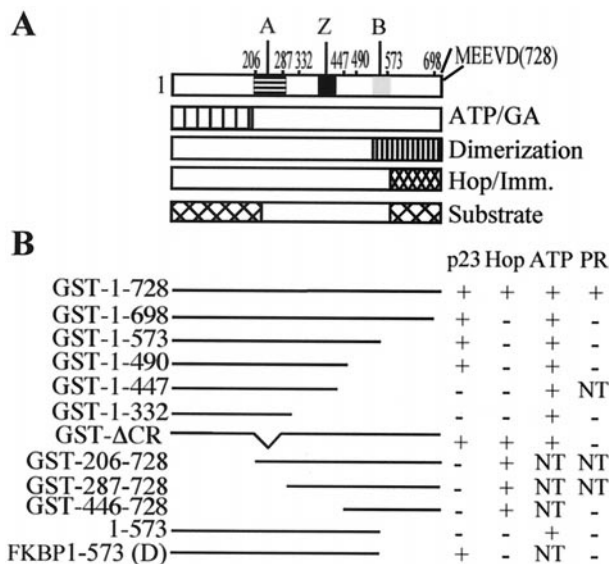 A
A Z B
206 287 332 447 490 573 698 MEEVD(728)
1
ATP/GA
Dimerization
Hop/Imm.
Substrate
B
p23 Hop ATP PR
GST-1-728 + + + +
GST-1-698 + - + -
GST-1-573 + - + -
GST-1-490 + - + -
GST-1-447 - - + NT
GST-1-332 - - + -
GST-ΔCR + + + -
GST-206-728 - + NT NT
GST-287-728 - + NT NT
GST-446-728 - + NT -
1-573 - - + -
FKBP1-573 (D) + - NT -